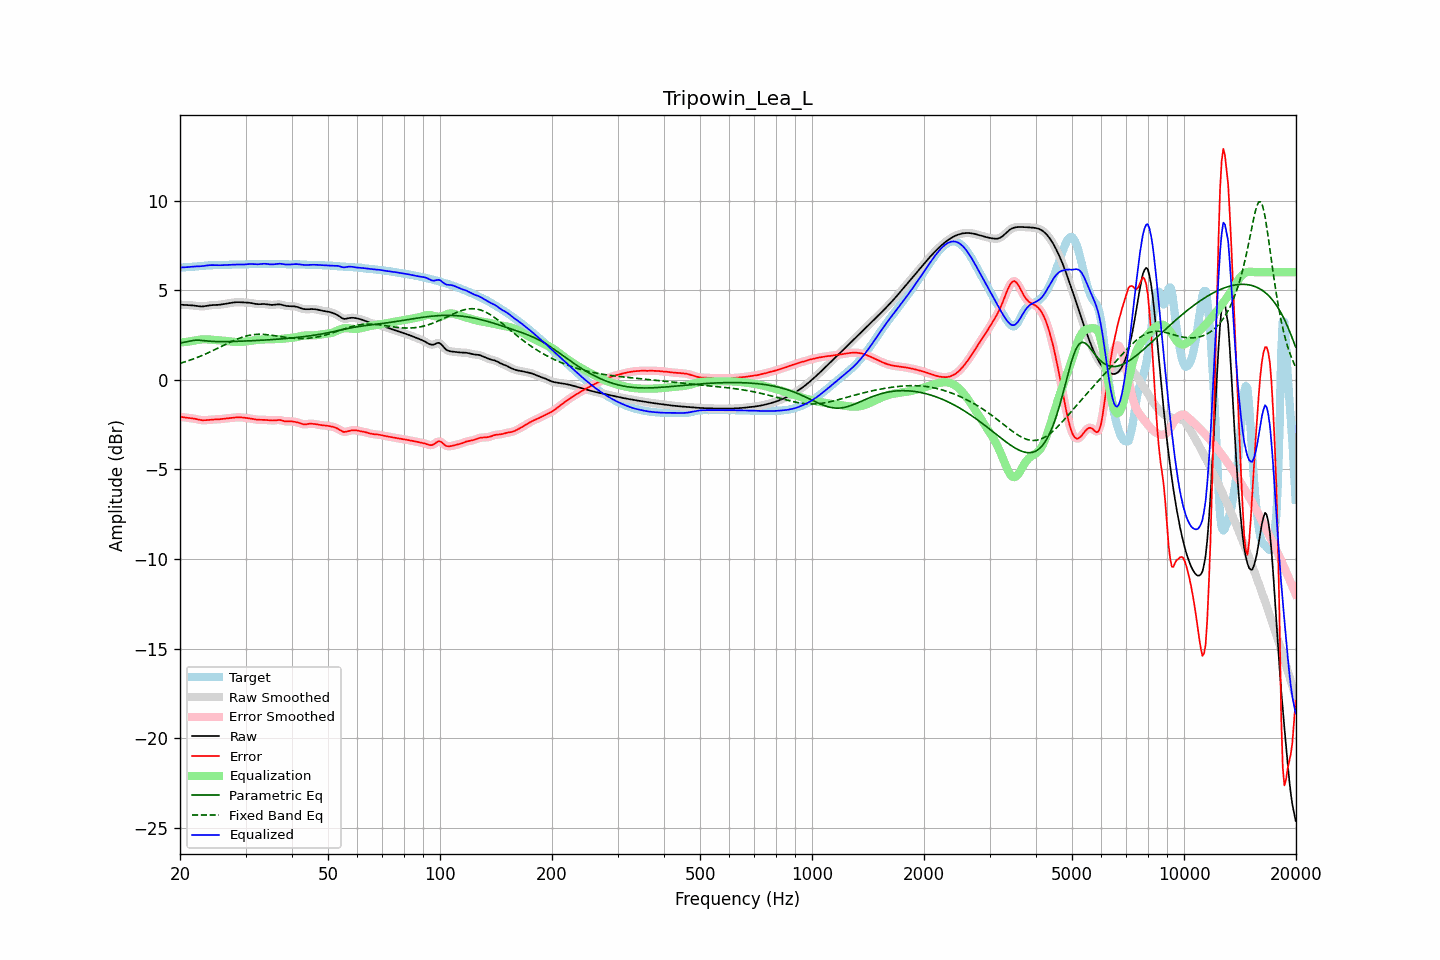 Tripowin_Lea_L
Amplitude (dBr)
10
5
0
−5
−10
−15
−20
−25
Target
Raw Smoothed
Error Smoothed
Raw
Error
Equalization
Parametric Eq
Fixed Band Eq
Equalized
20 50 100 200 500 1000 2000 5000 10000 20000
Frequency (Hz)